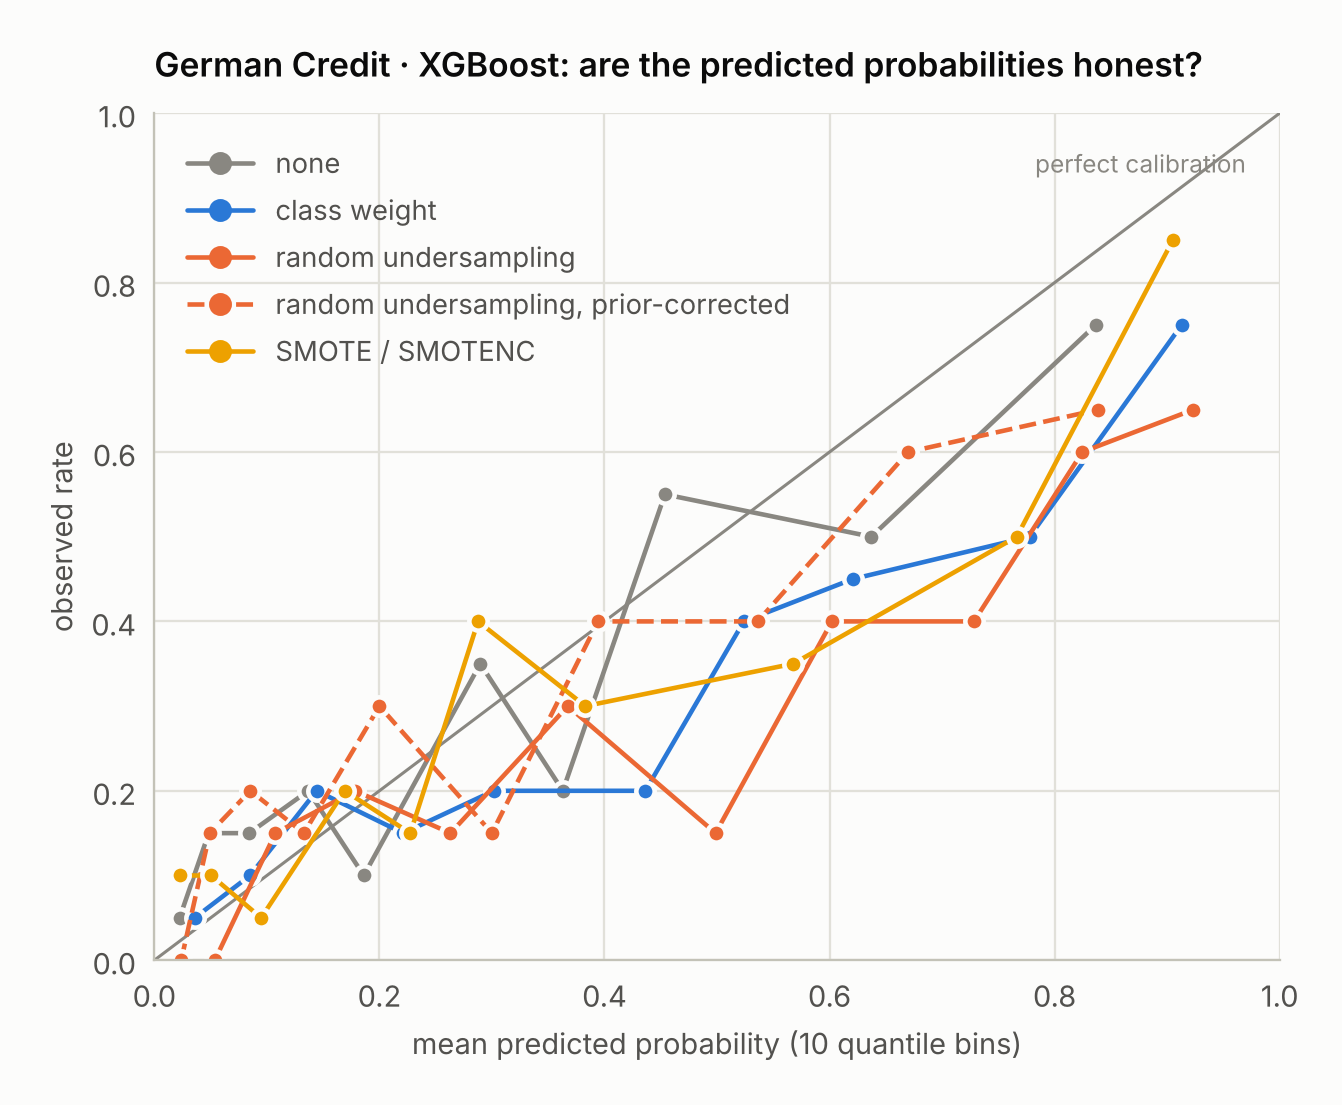 German Credit · XGBoost: are the predicted probabilities honest?
1.0
perfect calibration
none
class weight
random undersampling
random undersampling, prior-corrected
SMOTE / SMOTENC
0.8
0.6
0.4
0.2
0.0
observed rate
0.0 0.2 0.4 0.6 0.8 1.0
mean predicted probability (10 quantile bins)